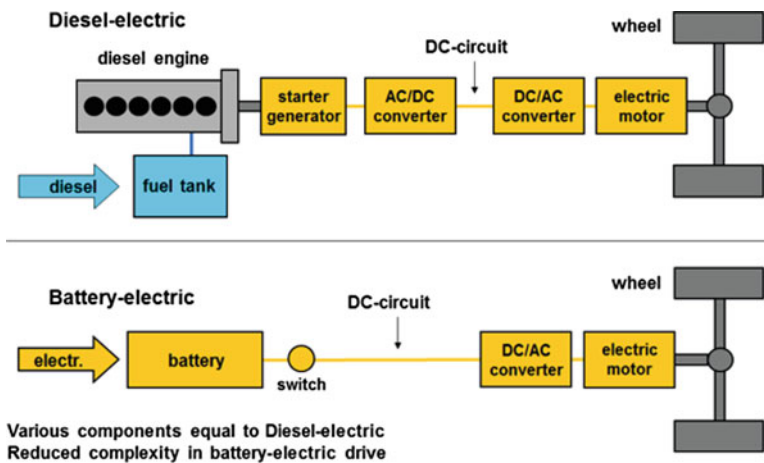 Diesel-electric
diesel engine
DC-circuit
wheel
starter
generator
AC/DC
converter
DC/AC
converter
electric
motor
diesel
fuel tank
Battery-electric
DC-circuit
wheel
electr.
battery
switch
DC/AC
converter
electric
motor
Various components equal to Diesel-electric
Reduced complexity in battery-electric drive